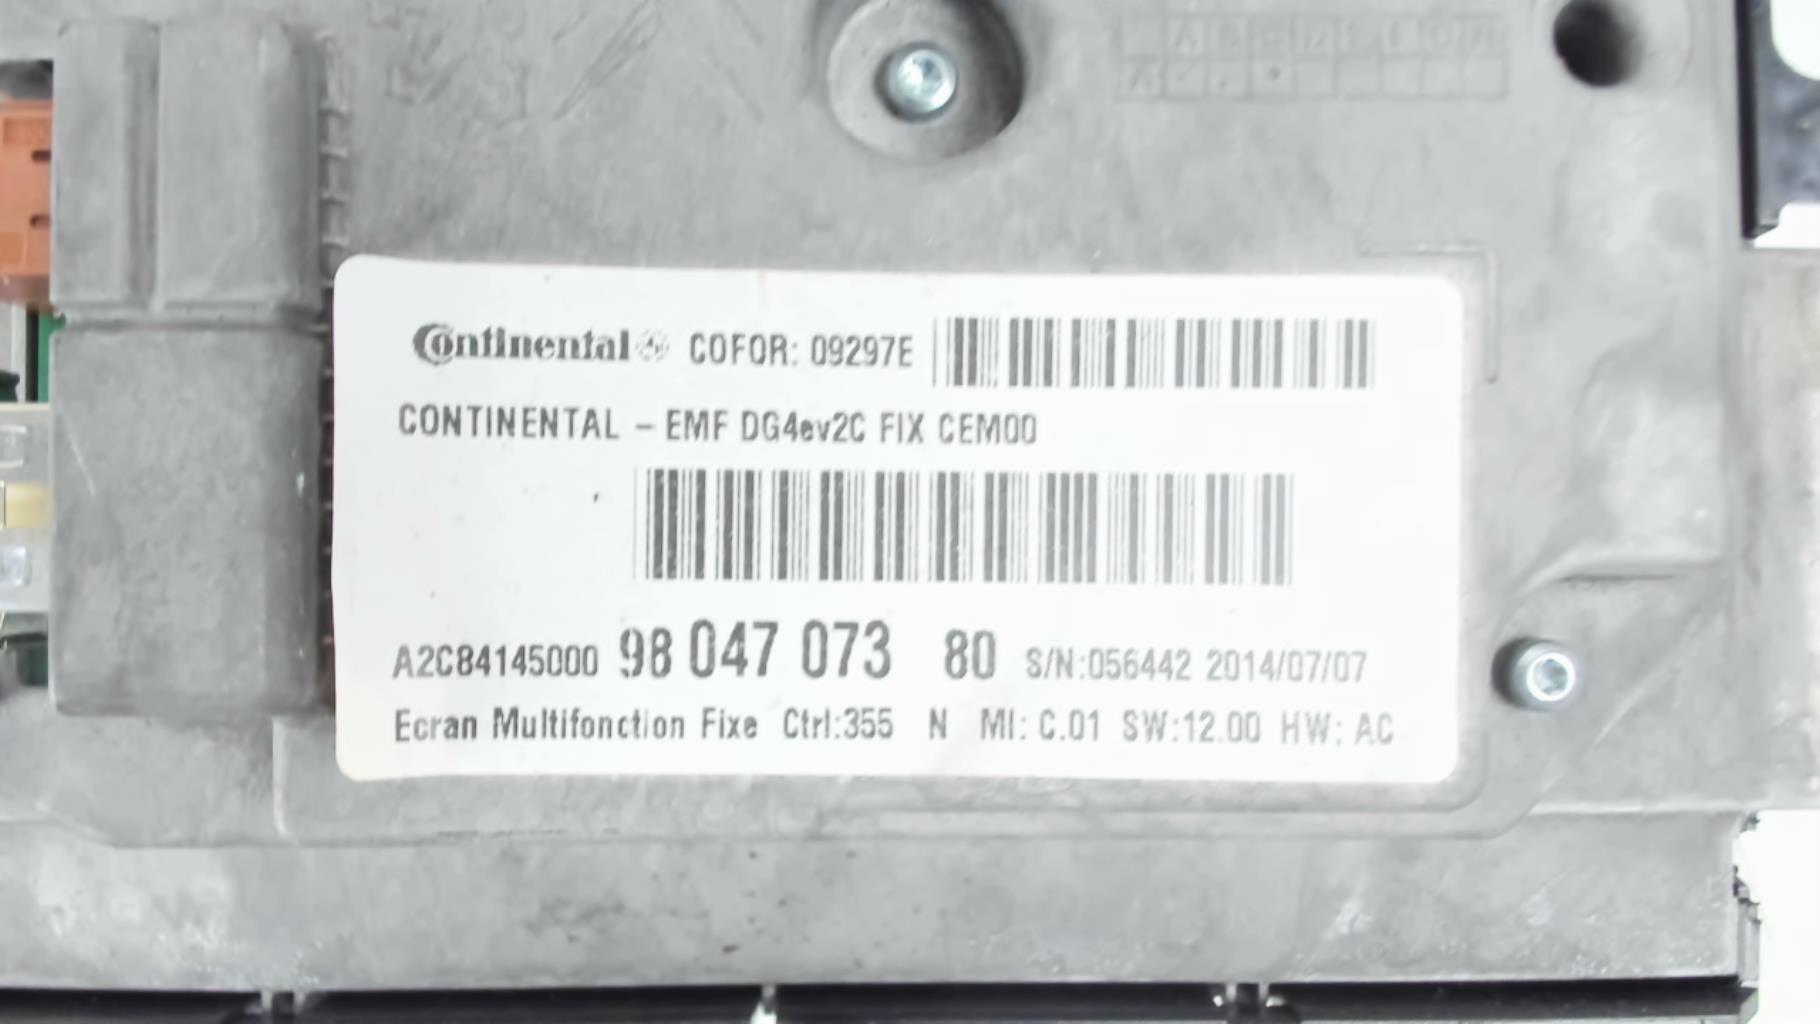 Continental COFOR: 09297E
CONTINENTAL - EMF DG4ev2C FIX CEM00
A2C84145000 98 047 073 80 S/N:056442 2014/07/07
Ecran Multifonction Fixe Ctrl:355 N MI: C.01 SW:12.00 HW: AC